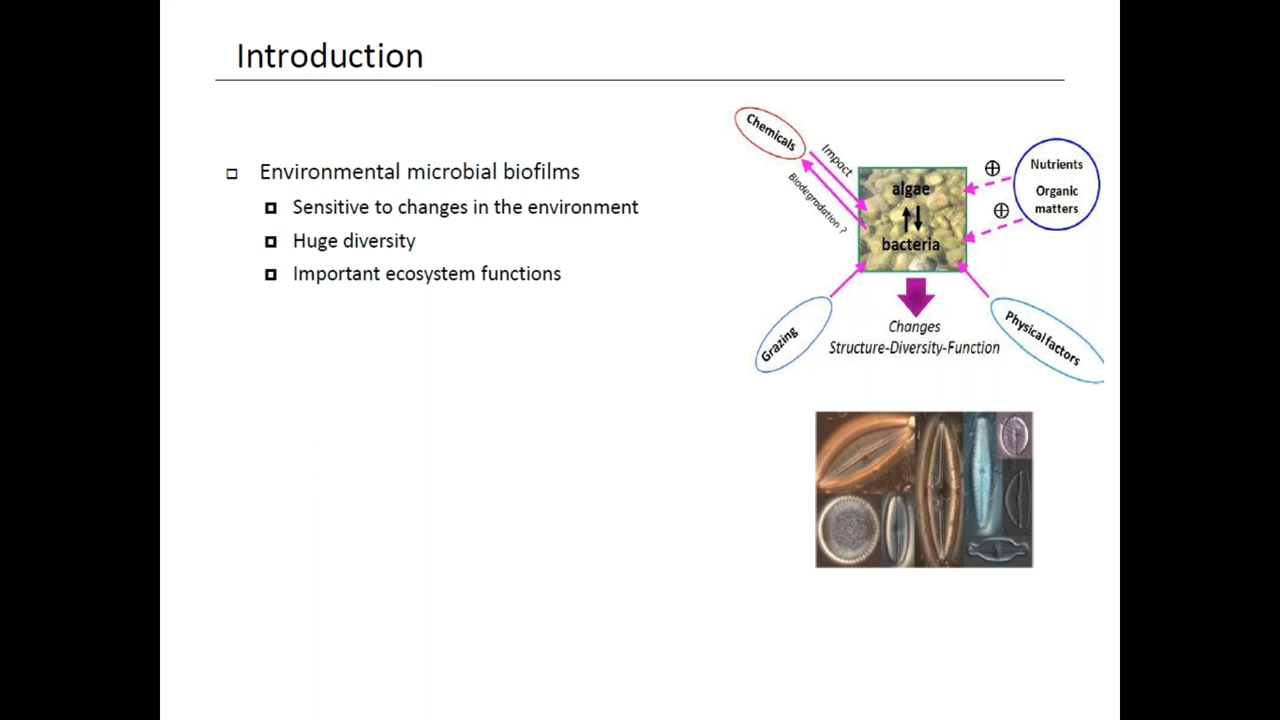 Introduction
Environmental microbial biofilms
Sensitive to changes in the environment
Huge diversity
Important ecosystem functions
Chemicals
Impact
Biodegradation ?
algae
bacteria
Nutrients
Organic
matters
Grazing
Physical factors
Changes
Structure-Diversity-Function